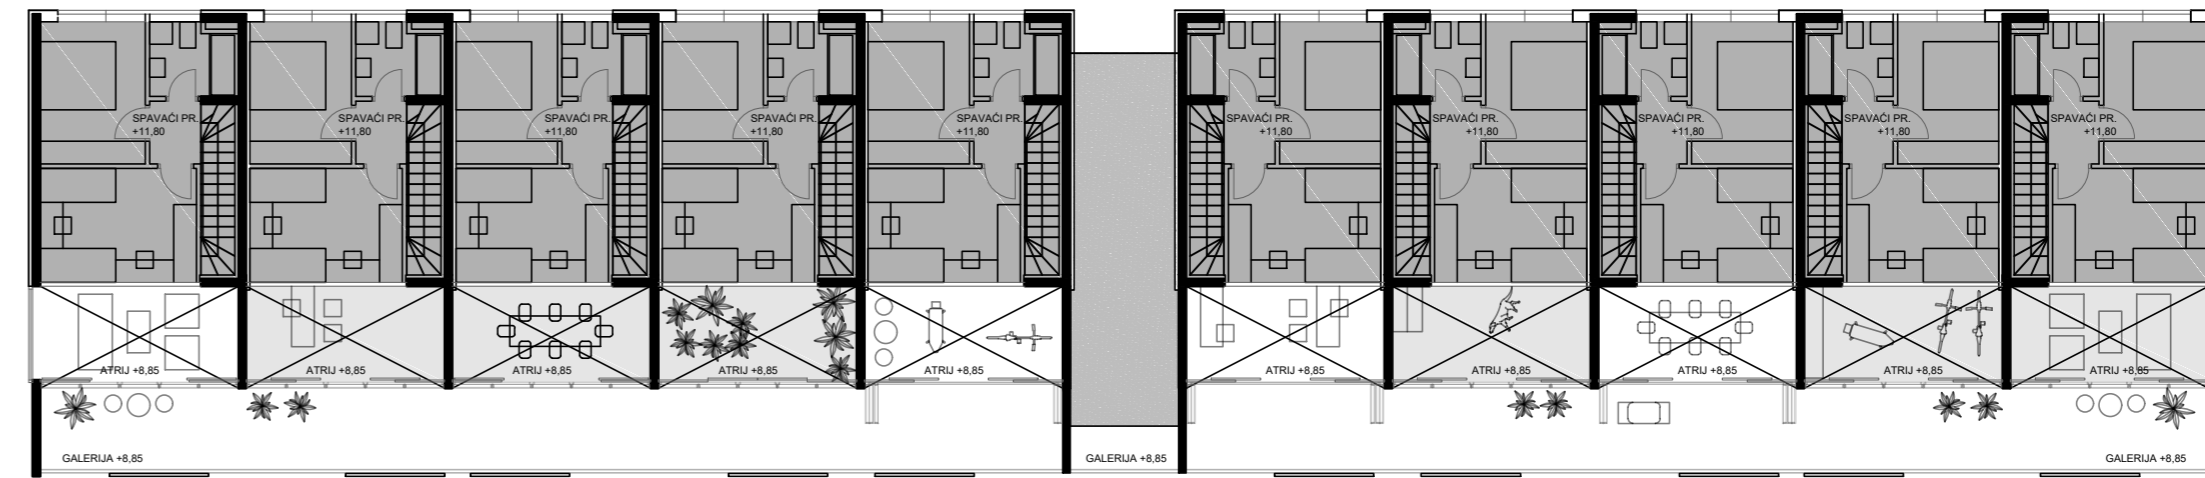 SPAVAĆI PR.
+11,80
SPAVAĆI PR.
+11,80
SPAVAĆI PR.
+11,80
SPAVAĆI PR.
+11,80
SPAVAĆI PR.
+11,80
SPAVAĆI PR.
+11,80
SPAVAĆI PR.
+11,80
SPAVAĆI PR.
+11,80
SPAVAĆI PR.
+11,80
SPAVAĆI PR.
+11,80
ATRIJ +8,85
ATRIJ +8,85
ATRIJ +8,85
ATRIJ +8,85
ATRIJ +8,85
ATRIJ +8,85
ATRIJ +8,85
ATRIJ +8,85
ATRIJ +8,85
ATRIJ +8,85
GALERIJA +8,85
GALERIJA +8,85
GALERIJA +8,85